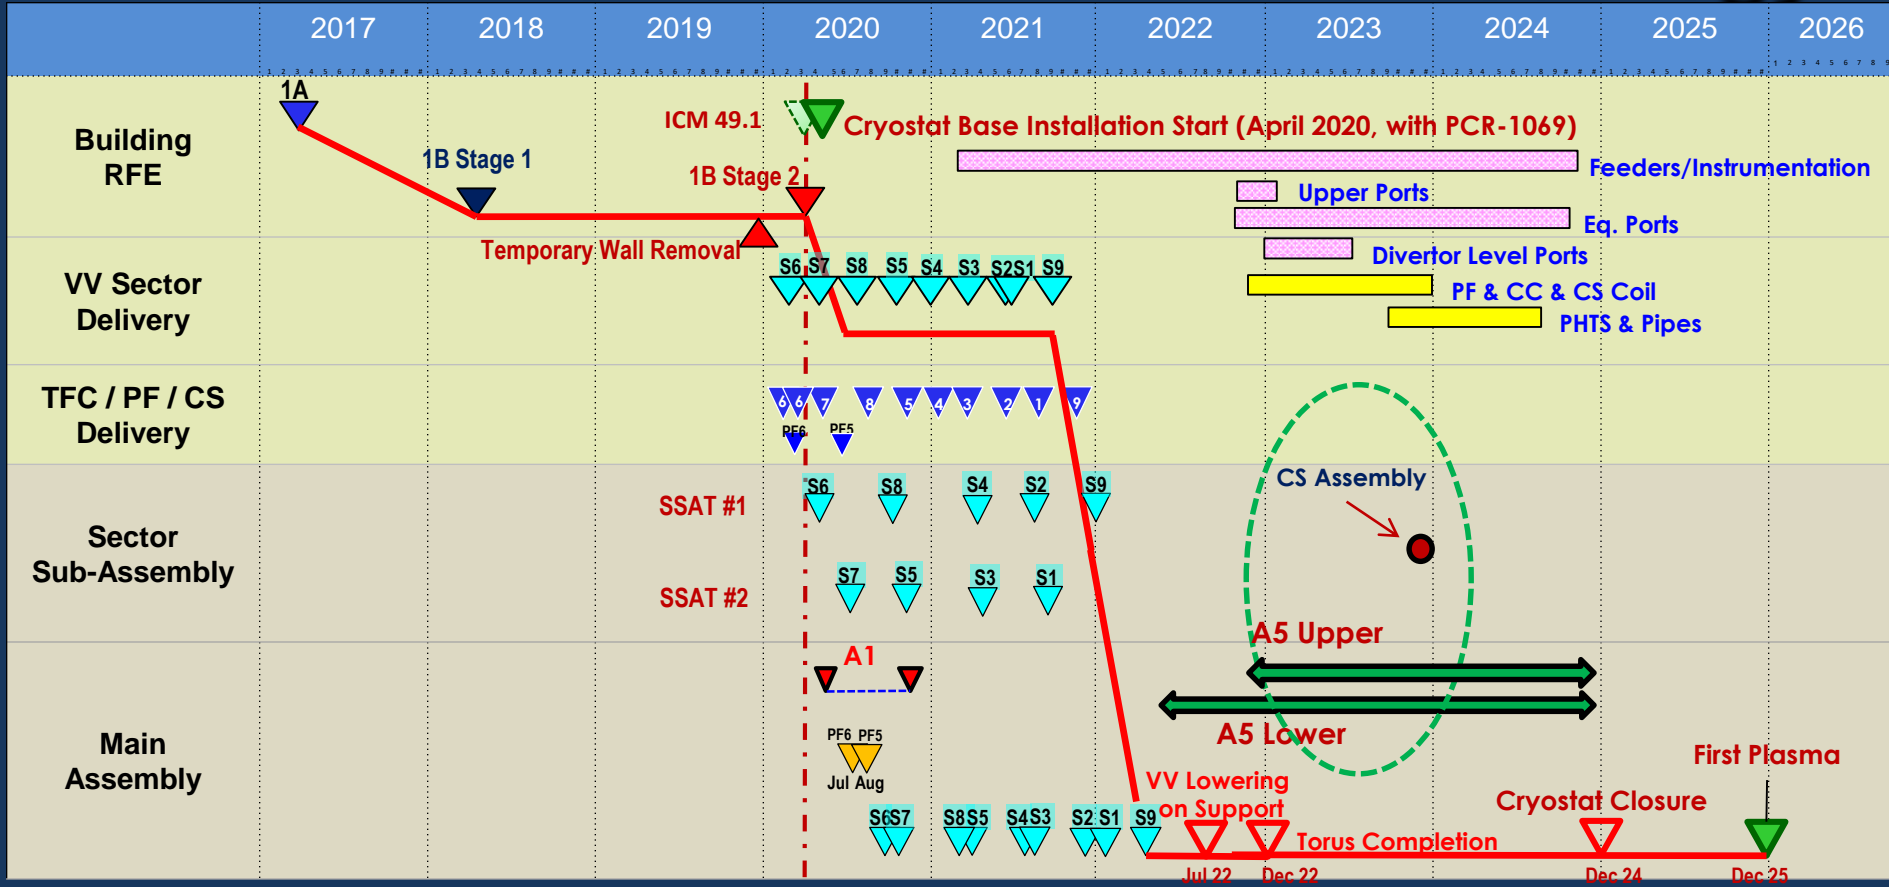 2017 2018 2019 2020 2021 2022 2023 2024 2025 2026
1A
ICM 49.1
Cryostat Base Installation Start (April 2020, with PCR-1069)
Building
RFE
1B Stage 1
1B Stage 2
Feeders/Instrumentation
Upper Ports
Eq. Ports
Temporary Wall Removal
Divertor Level Ports
VV Sector
Delivery
S6 S7 S8 S5 S4 S3 S2 S1 S9
PF & CC & CS Coil
PHTS & Pipes
TFC / PF / CS
Delivery
6 6 7 8 5 4 3 2 1 9
PF6 PF5
Sector
Sub-Assembly
SSAT #1
S6 S8 S4 S2 S9
CS Assembly
SSAT #2
S7 S5 S3 S1
Main
Assembly
A1
A5 Upper
A5 Lower
PF6 PF5
Jul Aug
S6 S7 S8 S5 S4 S3 S2 S1 S9
VV Lowering
on Support
Torus Completion
Cryostat Closure
First Plasma
Jul 22 Dec 22 Dec 24 Dec 25